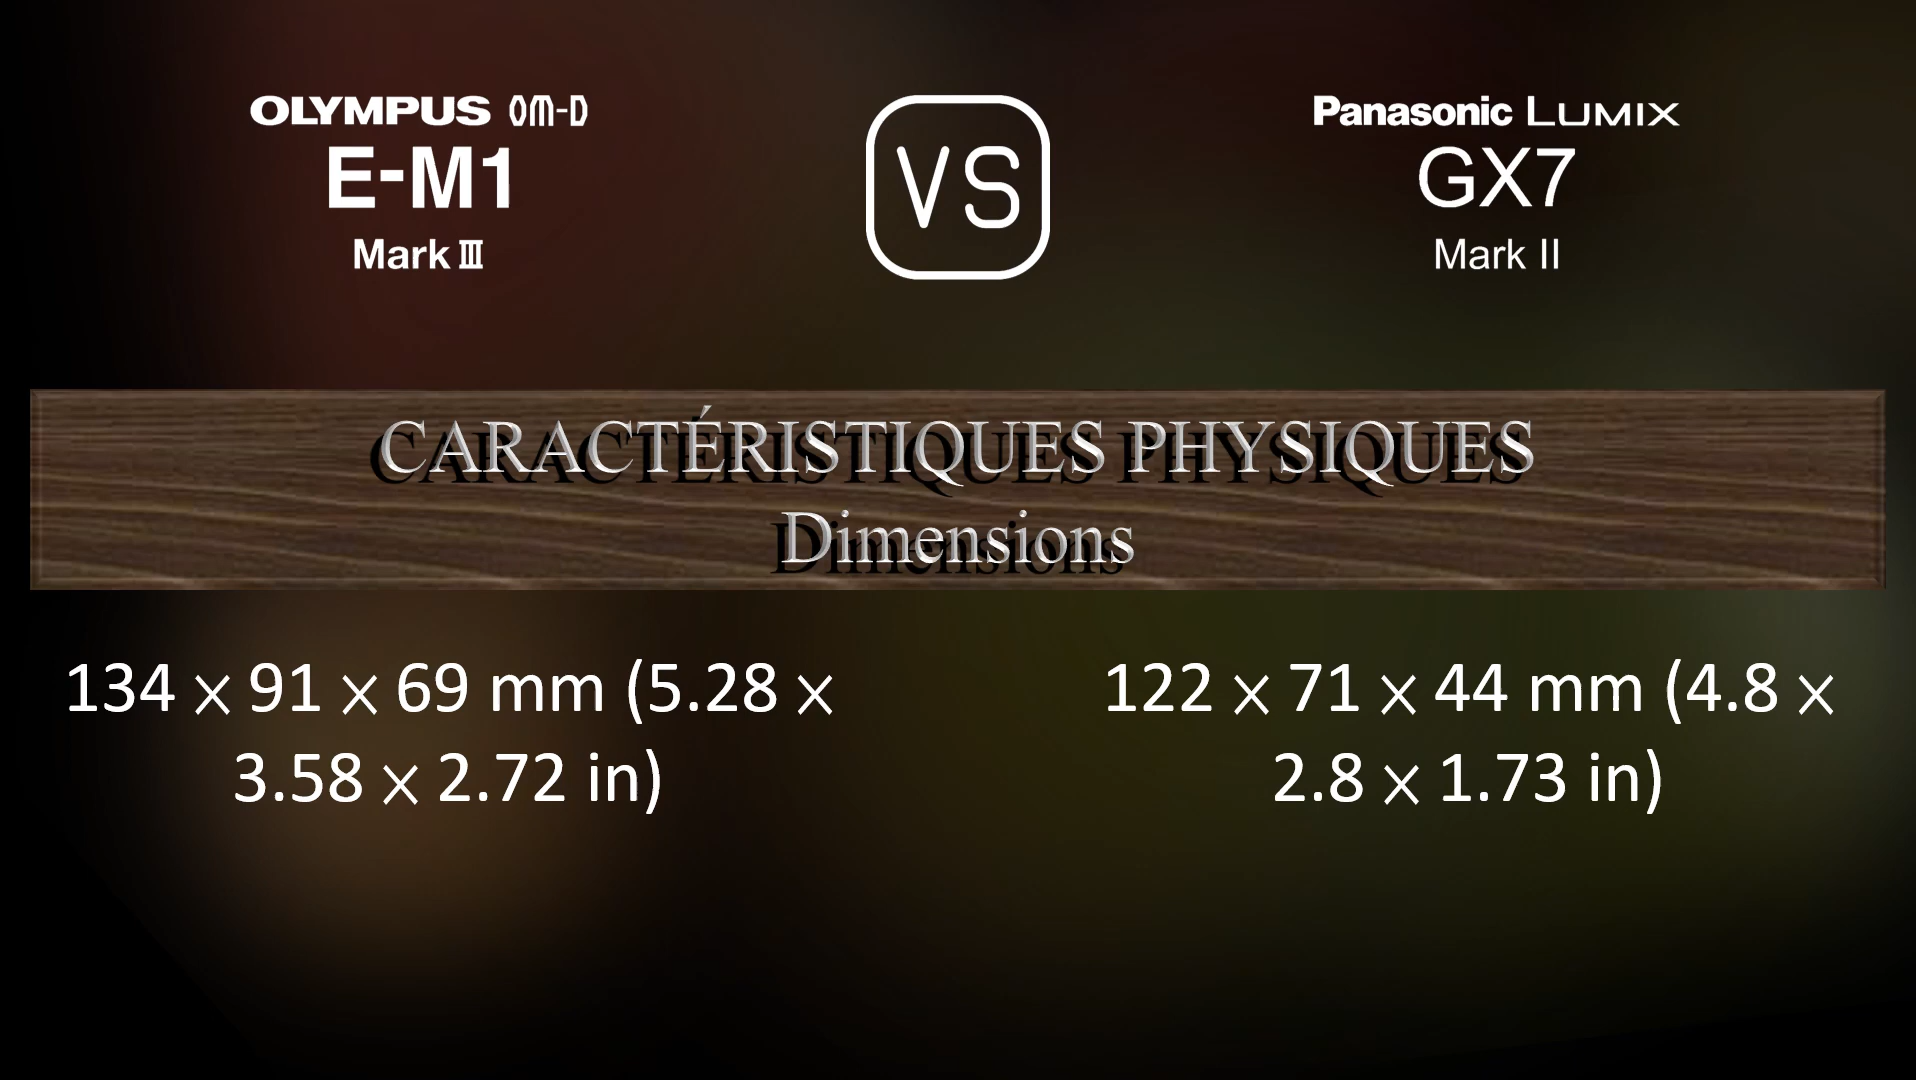 OLYMPUS OM-D
E-M1
Mark III
VS
Panasonic LUMIX
GX7
Mark II
CARACTÉRISTIQUES PHYSIQUES
Dimensions
134 x 91 x 69 mm (5.28 x
3.58 x 2.72 in)
122 x 71 x 44 mm (4.8 x
2.8 x 1.73 in)